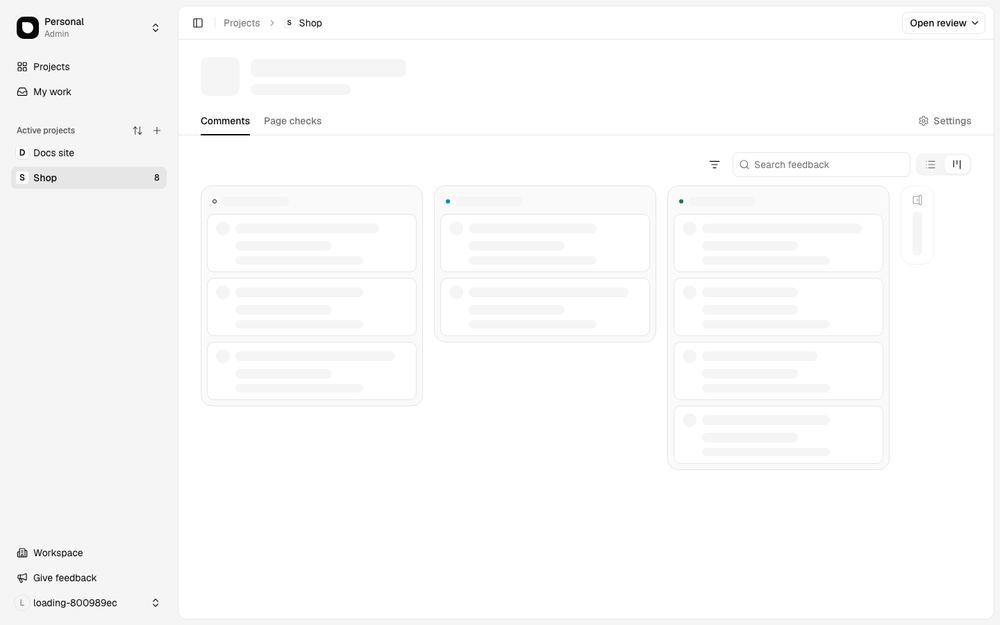 Personal
Admin
Projects
My work
Active projects
D Docs site
S Shop 8
Workspace
Give feedback
L loading-800989ec
Projects S Shop
Open review
Comments Page checks
Settings
Search feedback